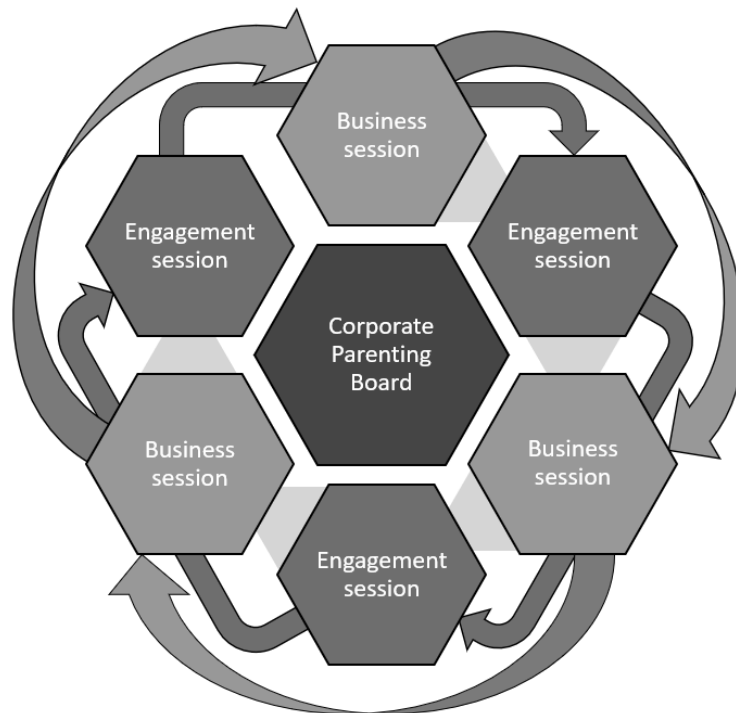 Business
session
Engagement
session
Engagement
session
Corporate
Parenting
Board
Business
session
Business
session
Engagement
session